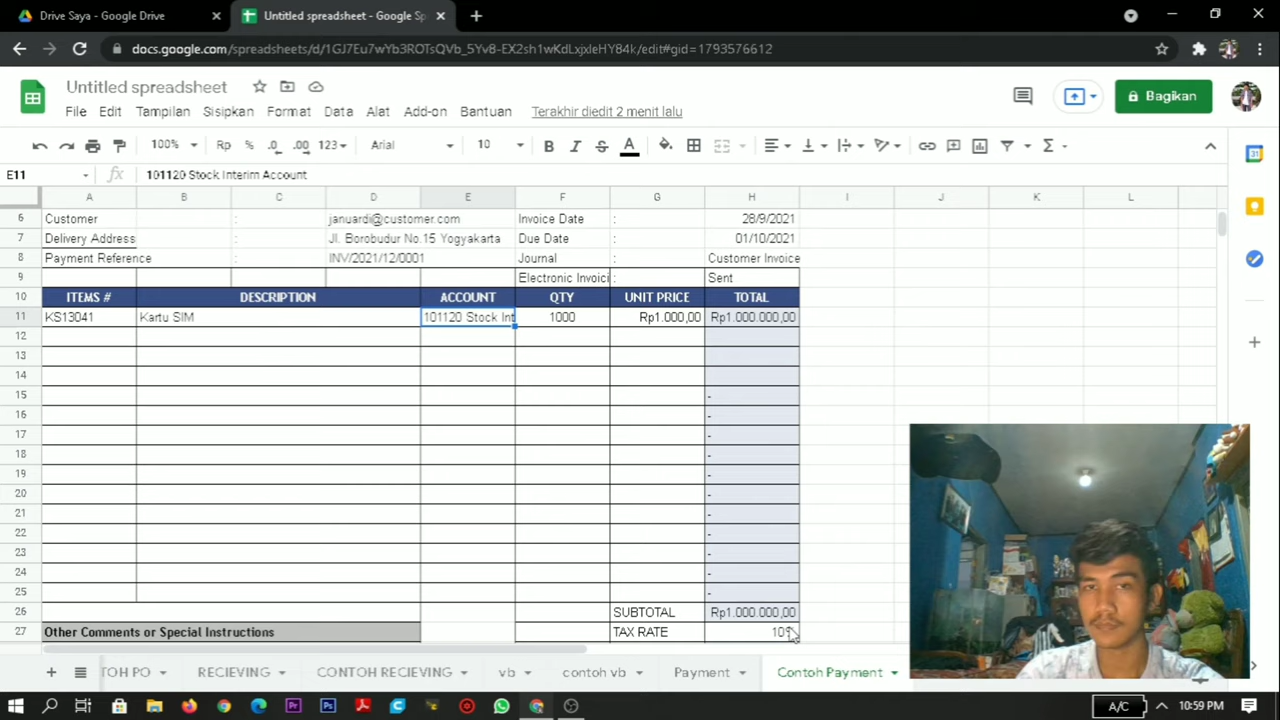 Drive Saya - Google Drive
Untitled spreadsheet - Google Sp
docs.google.com/spreadsheets/d/1GJ7Eu7wYb3ROTsQVb_5Yv8-EX2sh1wKdLxjxleHY84k/edit#gid=1793576612
Untitled spreadsheet
File Edit Tampilan Sisipkan Format Data Alat Add-on Bantuan Terakhir diedit 2 menit lalu
Bagikan
100% Rp % .0 .00 123 Arial 10 B I S A
E11 fx 101120 Stock Interim Account
A B C D E F G H I J K L
6 Customer : januardi@customer.com Invoice Date : 28/9/2021
7 Delivery Address : Jl. Borobudur No.15 Yogyakarta Due Date : 01/10/2021
8 Payment Reference : INV/2021/12/0001 Journal : Customer Invoice
9 Electronic Invoici : Sent
10 ITEMS # DESCRIPTION ACCOUNT QTY UNIT PRICE TOTAL
11 KS13041 Kartu SIM 101120 Stock Int 1000 Rp1.000,00 Rp1.000.000,00
12
13
14
15 -
16 -
17 -
18 -
19 -
20 -
21 -
22 -
23 -
24 -
25 -
26 SUBTOTAL Rp1.000.000,00
27 Other Comments or Special Instructions TAX RATE 10%
TOH PO RECIEVING CONTOH RECIEVING vb contoh vb Payment Contoh Payment
A/C 10:59 PM